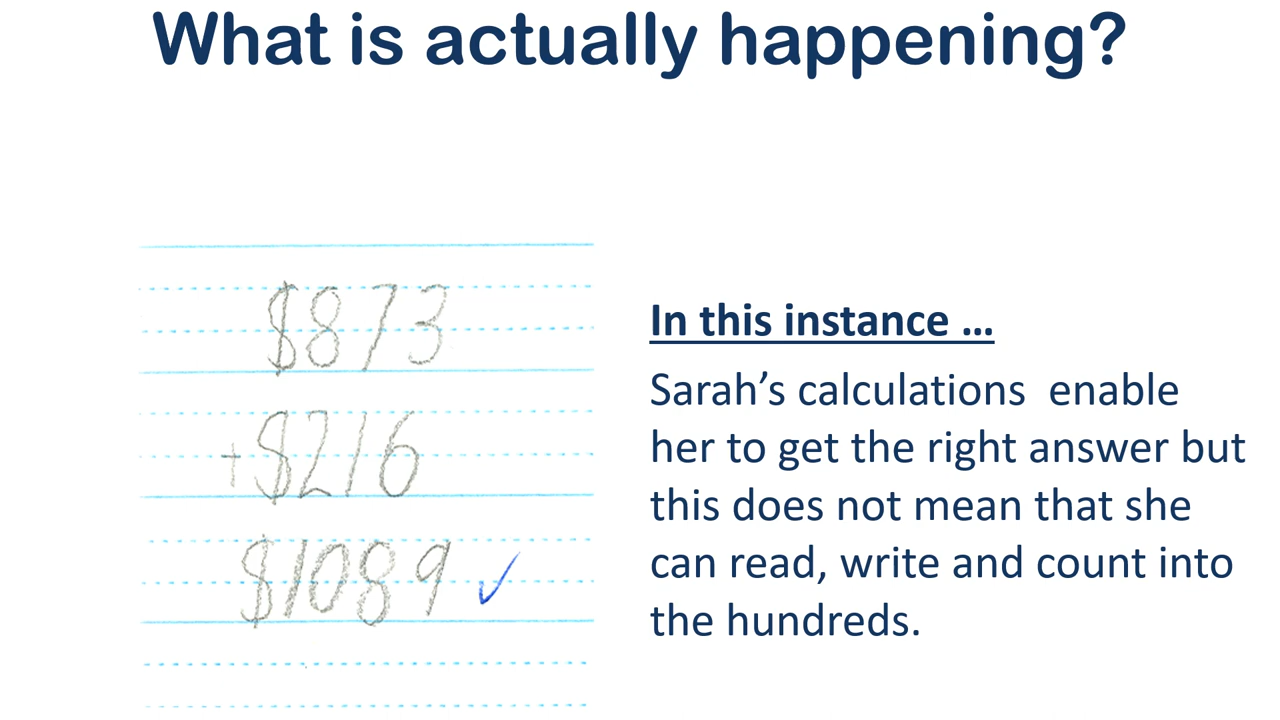 What is actually happening?
$873
+$216
$1089 ✓
In this instance …
Sarah’s calculations  enable
her to get the right answer but
this does not mean that she
can read, write and count into
the hundreds.